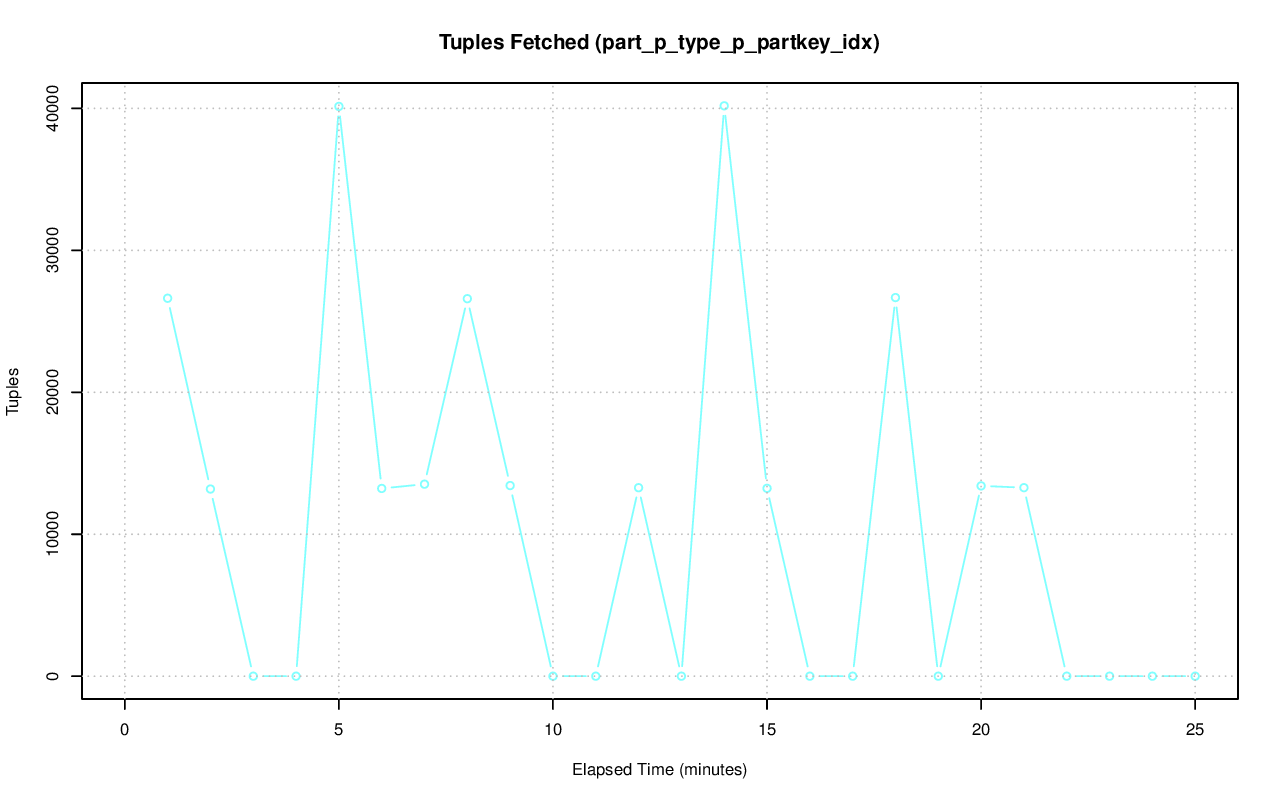 Tuples Fetched (part_p_type_p_partkey_idx)
Tuples
40000
30000
20000
10000
0
0 5 10 15 20 25
Elapsed Time (minutes)